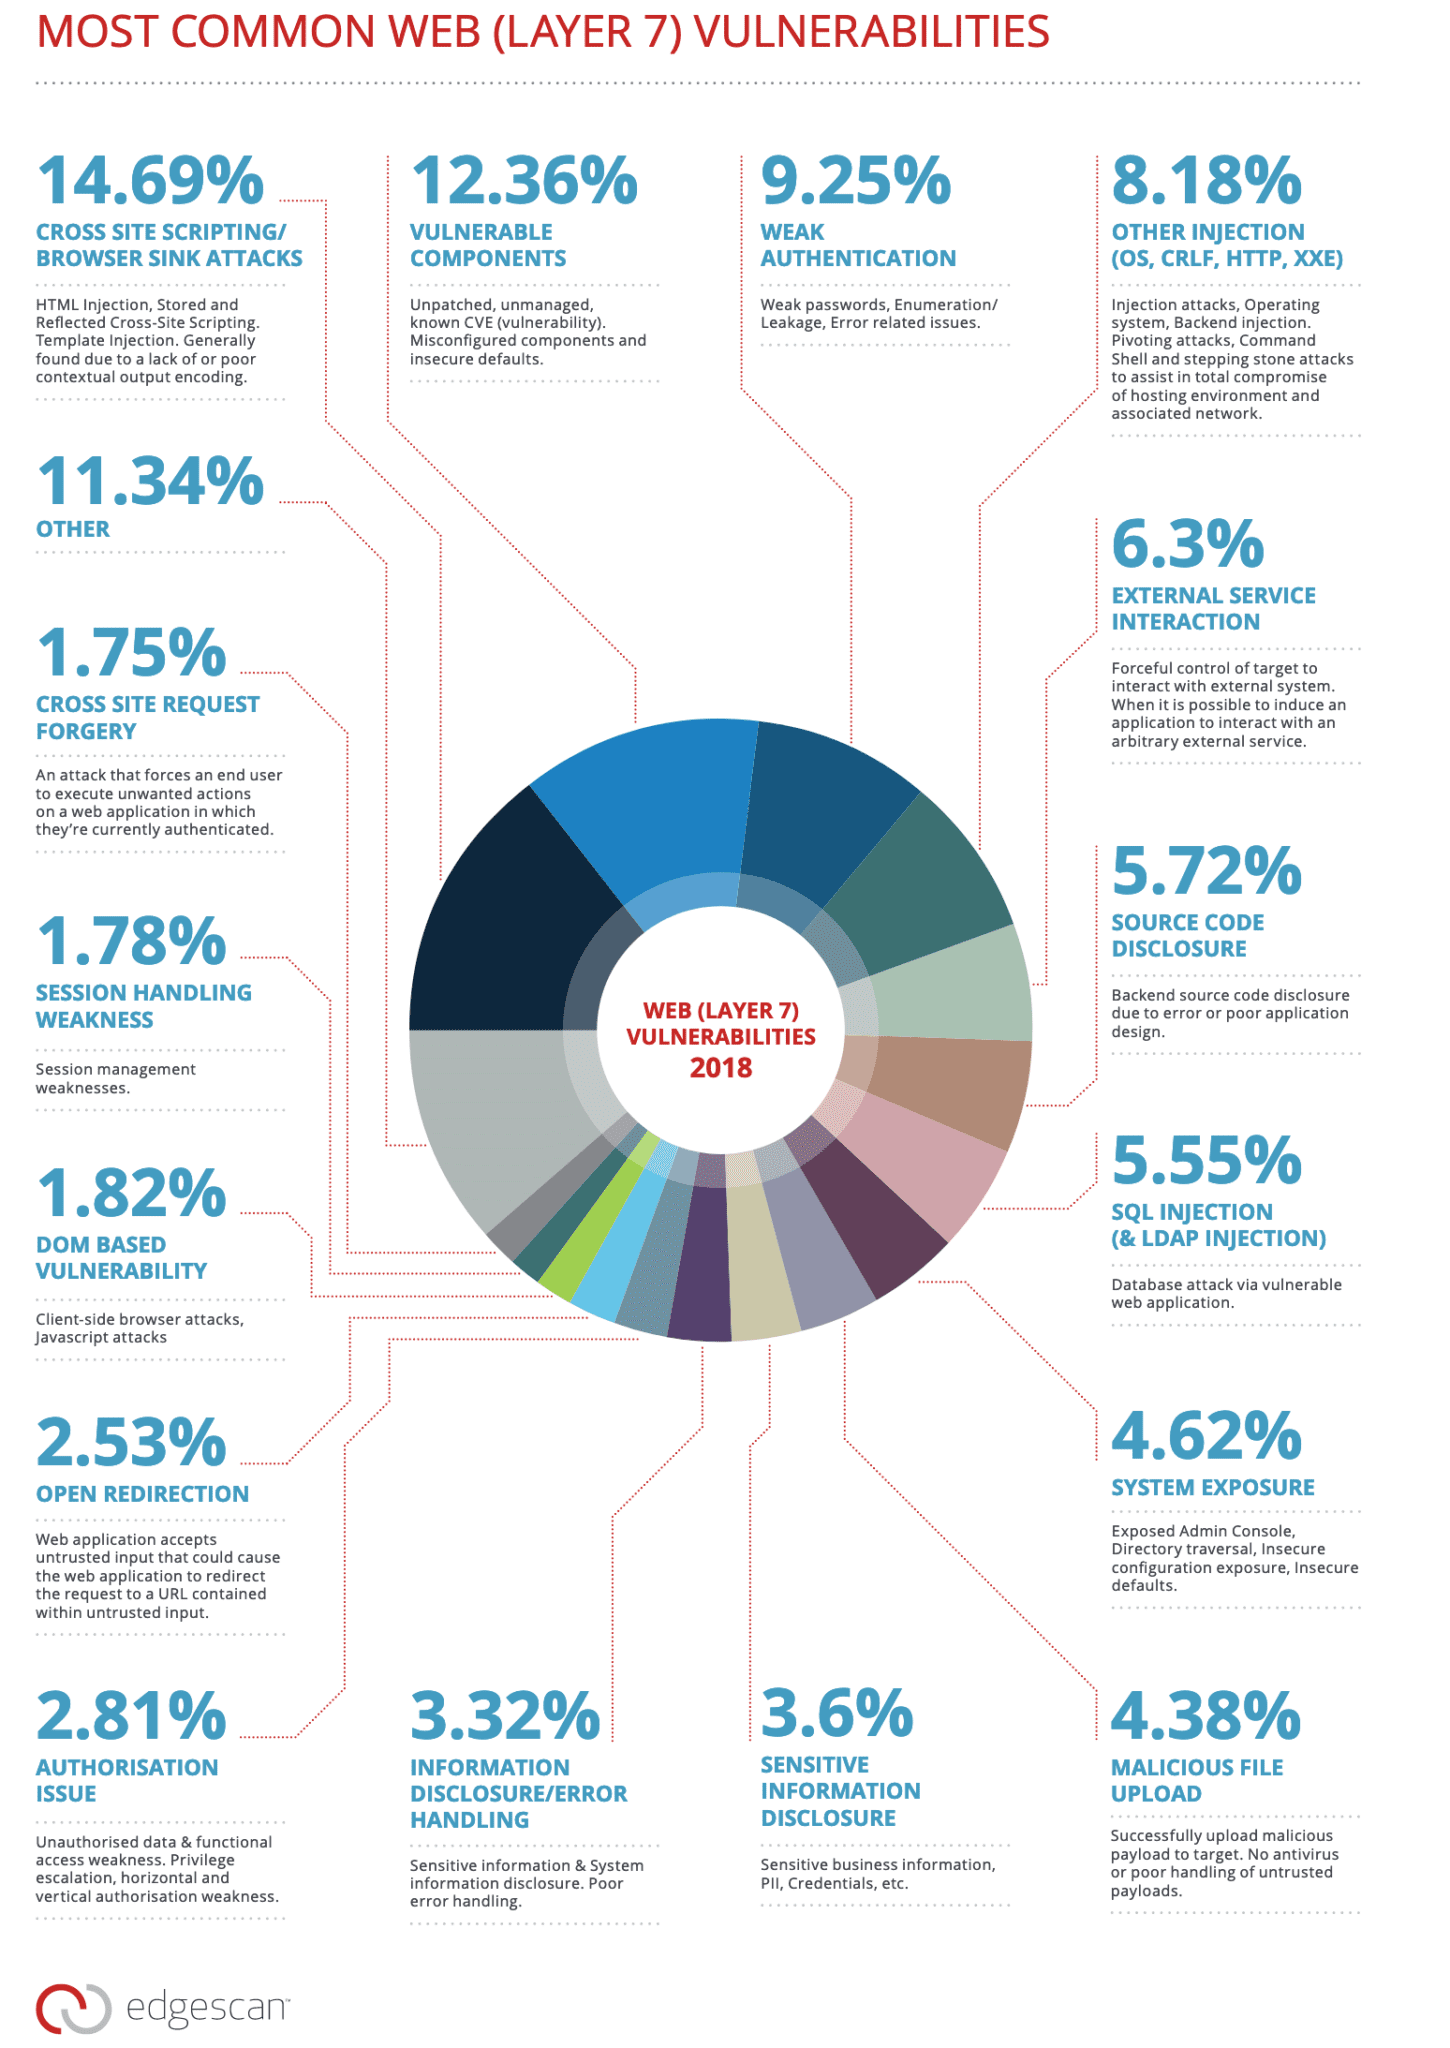 MOST COMMON WEB (LAYER 7) VULNERABILITIES
14.69%
CROSS SITE SCRIPTING/
BROWSER SINK ATTACKS
HTML Injection, Stored and
Reflected Cross-Site Scripting.
Template Injection. Generally
found due to a lack of or poor
contextual output encoding.
12.36%
VULNERABLE
COMPONENTS
Unpatched, unmanaged,
known CVE (vulnerability).
Misconfigured components and
insecure defaults.
9.25%
WEAK
AUTHENTICATION
Weak passwords, Enumeration/
Leakage, Error related issues.
8.18%
OTHER INJECTION
(OS, CRLF, HTTP, XXE)
Injection attacks, Operating
system, Backend injection.
Pivoting attacks, Command
Shell and stepping stone attacks
to assist in total compromise
of hosting environment and
associated network.
11.34%
OTHER
6.3%
EXTERNAL SERVICE
INTERACTION
Forceful control of target to
interact with external system.
When it is possible to induce an
application to interact with an
arbitrary external service.
1.75%
CROSS SITE REQUEST
FORGERY
An attack that forces an end user
to execute unwanted actions
on a web application in which
they're currently authenticated.
5.72%
SOURCE CODE
DISCLOSURE
Backend source code disclosure
due to error or poor application
design.
1.78%
SESSION HANDLING
WEAKNESS
Session management
weaknesses.
WEB (LAYER 7)
VULNERABILITIES
2018
5.55%
SQL INJECTION
(& LDAP INJECTION)
Database attack via vulnerable
web application.
1.82%
DOM BASED
VULNERABILITY
Client-side browser attacks,
Javascript attacks
4.62%
SYSTEM EXPOSURE
Exposed Admin Console,
Directory traversal, Insecure
configuration exposure, Insecure
defaults.
2.53%
OPEN REDIRECTION
Web application accepts
untrusted input that could cause
the web application to redirect
the request to a URL contained
within untrusted input.
2.81%
AUTHORISATION
ISSUE
Unauthorised data & functional
access weakness. Privilege
escalation, horizontal and
vertical authorisation weakness.
3.32%
INFORMATION
DISCLOSURE/ERROR
HANDLING
Sensitive information & System
information disclosure. Poor
error handling.
3.6%
SENSITIVE
INFORMATION
DISCLOSURE
Sensitive business information,
PII, Credentials, etc.
4.38%
MALICIOUS FILE
UPLOAD
Successfully upload malicious
payload to target. No antivirus
or poor handling of untrusted
payloads.
edgescan™